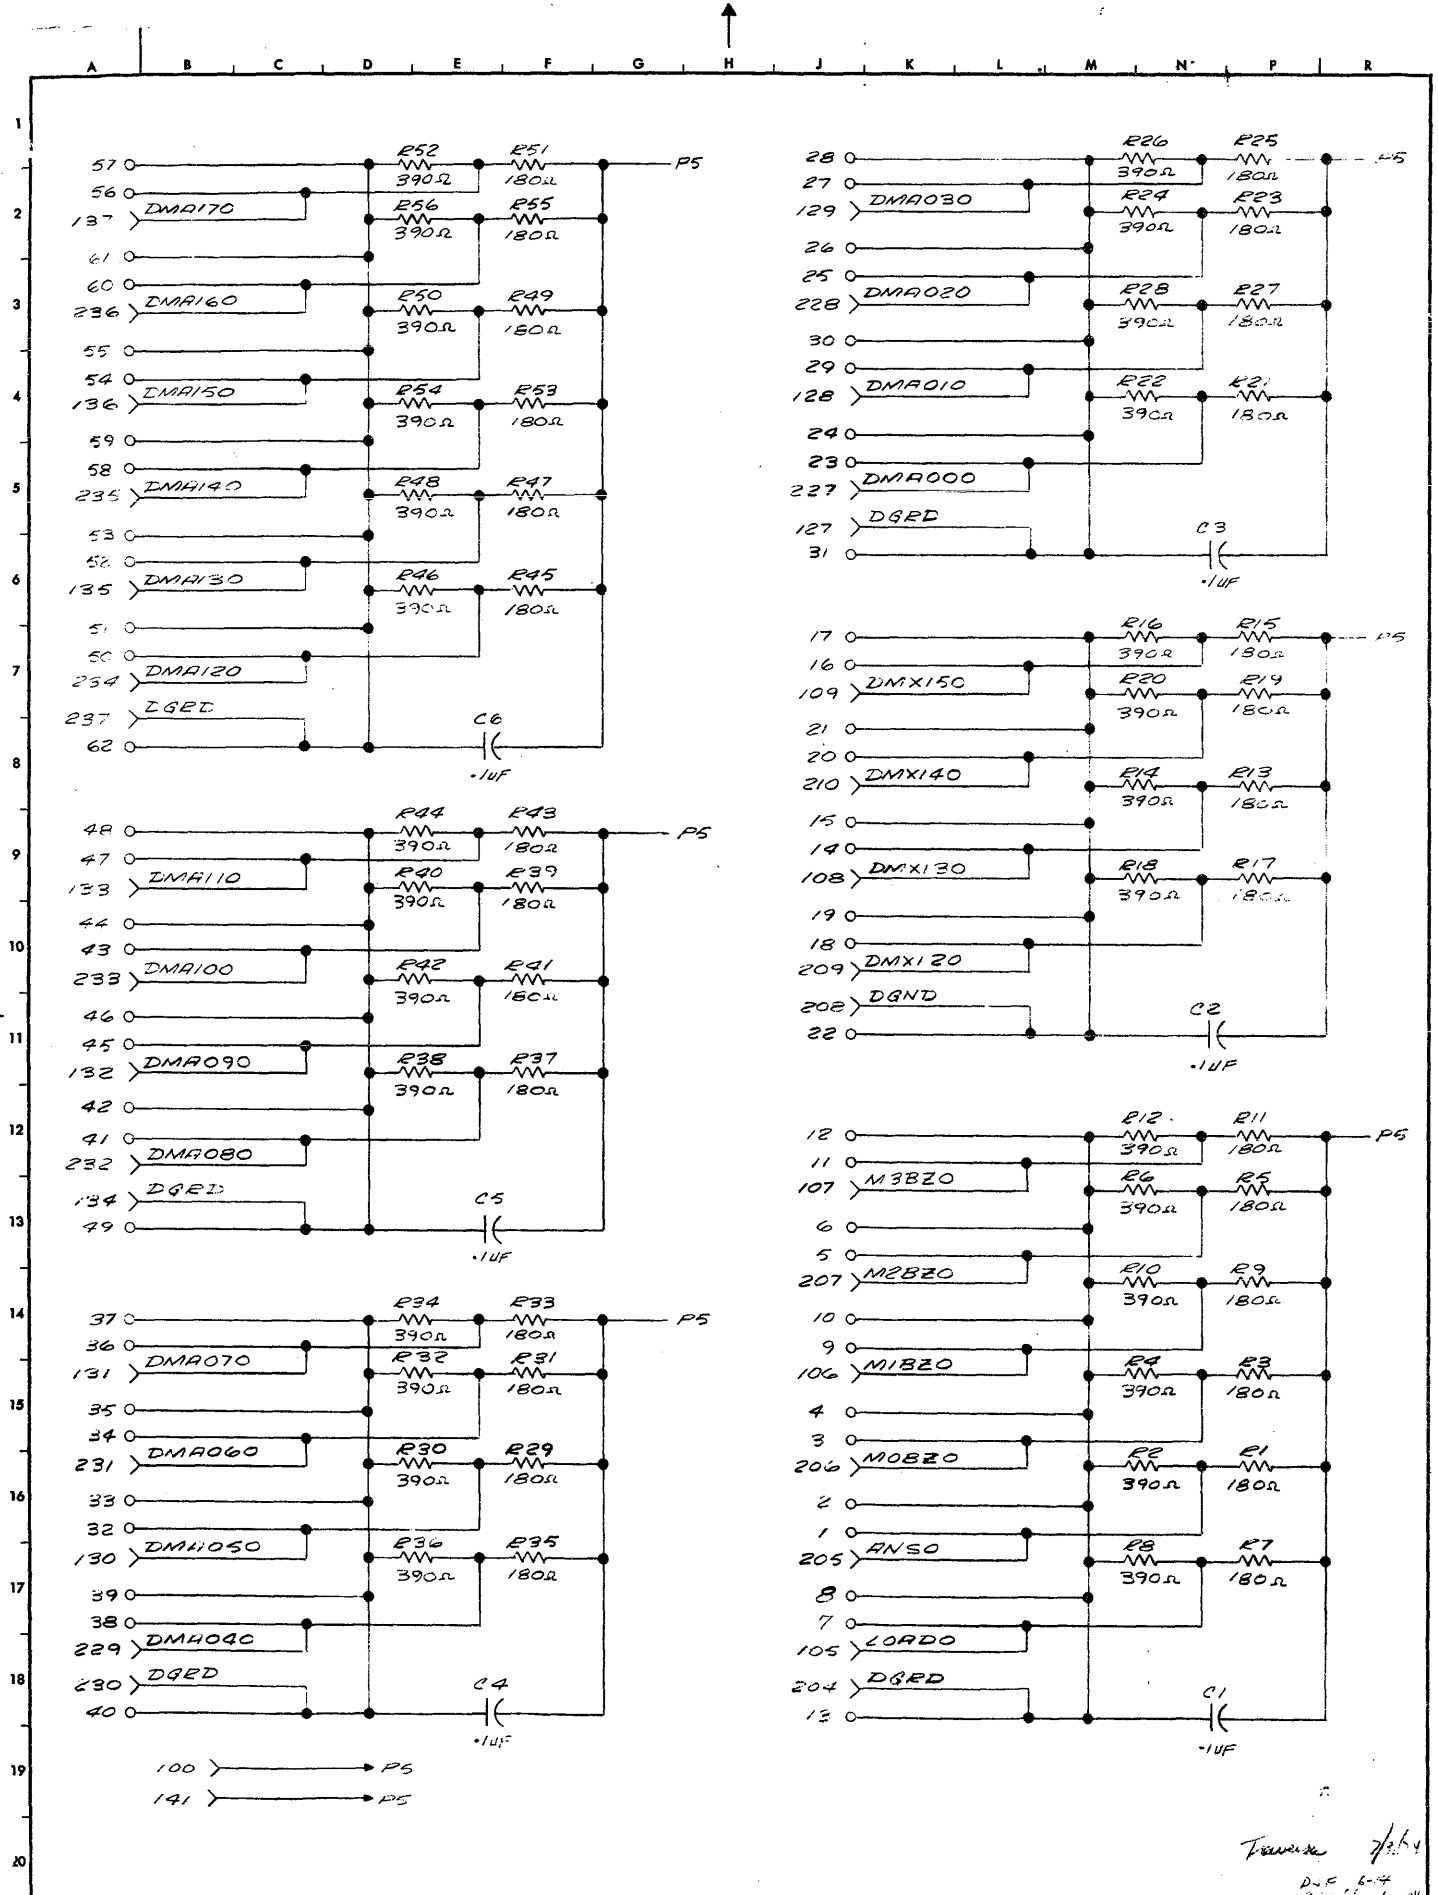 A B C D E F G H J K L M N P R
1
2
3
4
5
6
7
8
9
10
11
12
13
14
15
16
17
18
19
20
57 R52 R51 P5
390Ω 180Ω
56
137 DMA170 R56 R55
390Ω 180Ω
61
60
236 DMA160 R50 R49
390Ω 180Ω
55
54
136 DMA150 R54 R53
390Ω 180Ω
59
58
235 DMA140 R48 R47
390Ω 180Ω
53
52
135 DMA130 R46 R45
390Ω 180Ω
51
50
234 DMA120
237 DGRD
62 C6
.1UF
48 R44 R43 P5
390Ω 180Ω
47
133 DMA110 R40 R39
390Ω 180Ω
44
43
233 DMA100 R42 R41
390Ω 180Ω
46
45
132 DMA090 R38 R37
390Ω 180Ω
42
41
232 DMA080
134 DGRD
49 C5
.1UF
37 R34 R33 P5
390Ω 180Ω
36
131 DMA070 R32 R31
390Ω 180Ω
35
34
231 DMA060 R30 R29
390Ω 180Ω
33
32
130 DMA050 R36 R35
390Ω 180Ω
39
38
229 DMA040
230 DGRD
40 C4
.1UF
100 P5
141 P5
28 R26 R25 P5
390Ω 180Ω
27
129 DMA030 R24 R23
390Ω 180Ω
26
25
228 DMA020 R28 R27
390Ω 180Ω
30
29
128 DMA010 R22 R21
390Ω 180Ω
24
23
227 DMA000
127 DGRD
31 C3
.1UF
17 R16 R15 P5
390Ω 180Ω
16
109 DMX150 R20 R19
390Ω 180Ω
21
20
210 DMX140 R14 R13
390Ω 180Ω
15
14
108 DMX130 R18 R17
390Ω 180Ω
19
18
209 DMX120
208 DGND
22 C2
.1UF
12 R12 R11 P5
390Ω 180Ω
11
107 M3BZ0 R6 R5
390Ω 180Ω
6
5
207 M2BZ0 R10 R9
390Ω 180Ω
10
9
106 M1BZ0 R4 R3
390Ω 180Ω
4
3
206 M0BZ0 R2 R1
390Ω 180Ω
2
1
205 ANSO R8 R7
390Ω 180Ω
8
7
105 LOADO
204 DGRD
13 C1
.1UF